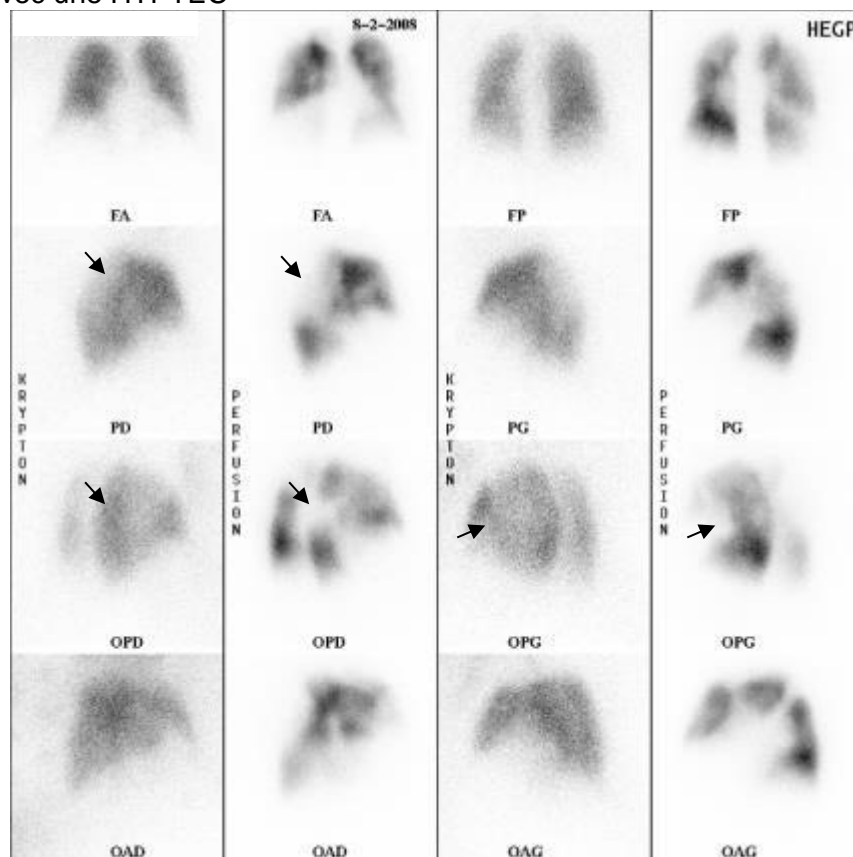 8-2-2008
HEGP
FA
FA
FP
FP
KRYPTON
PERFUSION
KRYPTON
PERFUSION
PD
PD
PG
PG
OPD
OPD
OPG
OPG
OAD
OAD
OAG
OAG